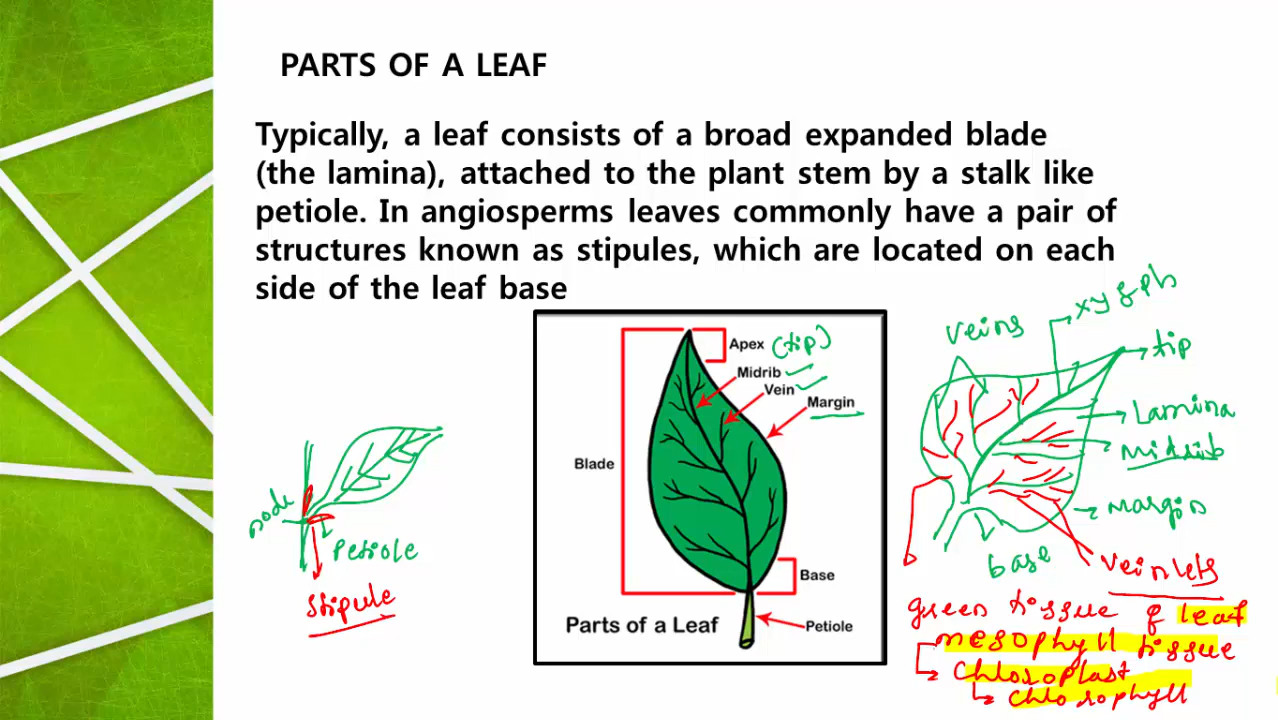 PARTS OF A LEAF
Typically, a leaf consists of a broad expanded blade
(the lamina), attached to the plant stem by a stalk like
petiole. In angiosperms leaves commonly have a pair of
structures known as stipules, which are located on each
side of the leaf base
node
Petiole
Stipule
Apex (tip)
Midrib
Vein
Margin
Blade
Base
Parts of a Leaf
Petiole
veins
xy & ph
tip
Lamina
midrib
margin
base
veinlets
green tissue of leaf
mesophyll tissue
chloroplast
chlorophyll